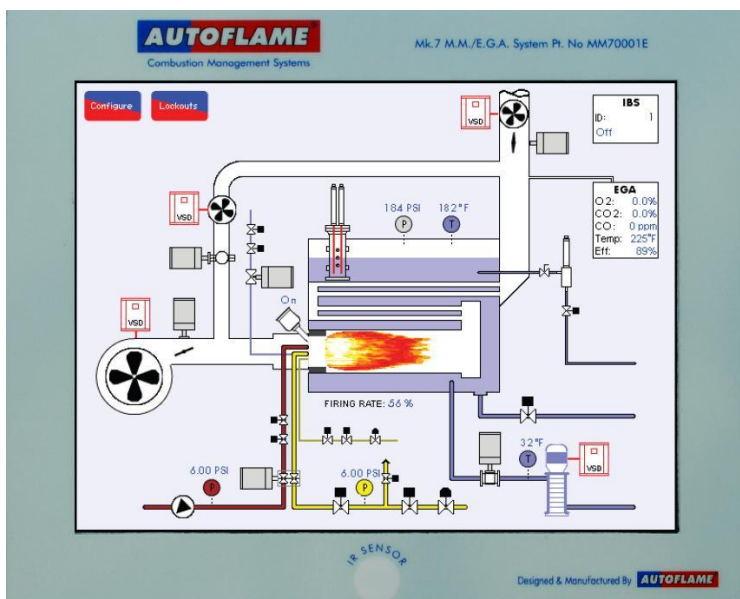 AUTOFLAME®
Combustion Management Systems
Mk.7 M.M./E.G.A. System Pt. No MM70001E
Configure
Lockouts
VSD
IBS
ID: 1
Off
EGA
O2: 0.0%
CO2: 0.0%
CO: 0 ppm
Temp: 225°F
Eff: 89%
VSD
184 PSI
182°F
P
T
On
VSD
FIRING RATE: 56 %
32°F
T
VSD
6.00 PSI
P
6.00 PSI
P
IR SENSOR
Designed & Manufactured By AUTOFLAME